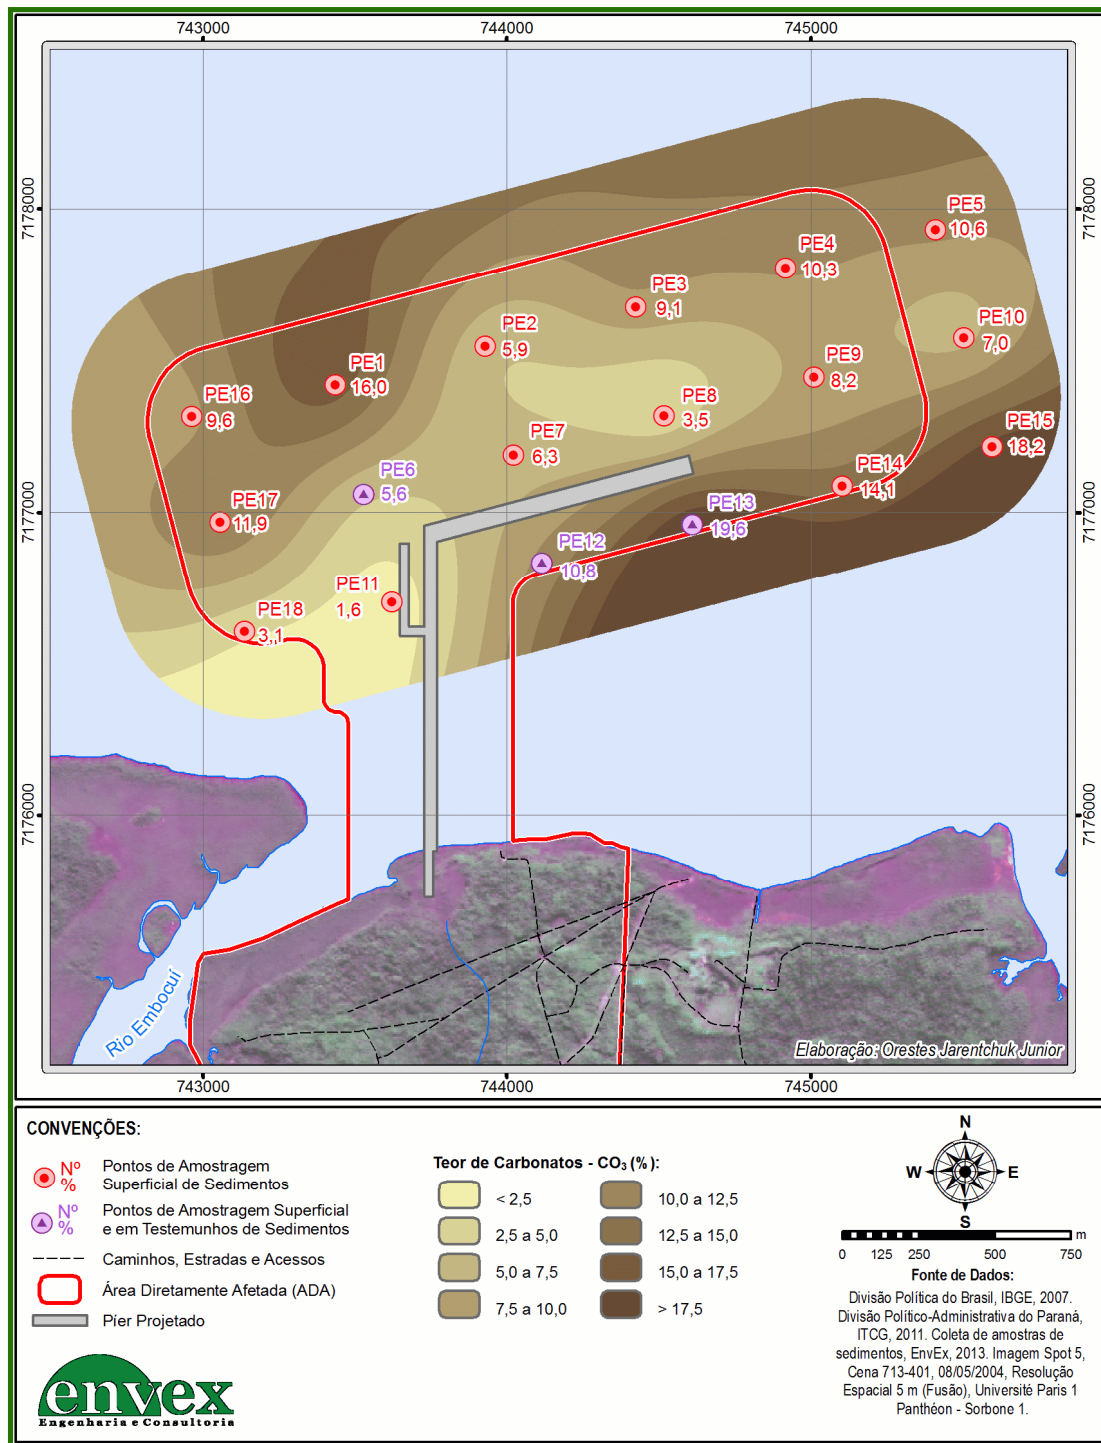 743000
744000
745000
7178000
7178000
7177000
7177000
7176000
7176000
PE5
10,6
PE4
10,3
PE3
9,1
PE10
7,0
PE2
5,9
PE1
16,0
PE9
8,2
PE16
9,6
PE8
3,5
PE15
18,2
PE7
6,3
PE6
5,6
PE14
14,1
PE17
11,9
PE13
19,6
PE12
10,8
PE11
1,6
PE18
3,1
Rio Embocuí
Elaboração: Orestes Jarentchuk Junior
743000
744000
745000
CONVENÇÕES:
Nº
%
Pontos de Amostragem
Superficial de Sedimentos
Nº
%
Pontos de Amostragem Superficial
e em Testemunhos de Sedimentos
Caminhos, Estradas e Acessos
Área Diretamente Afetada (ADA)
Píer Projetado
envex
Engenharia e Consultoria
Teor de Carbonatos - CO₃ (%):
< 2,5
2,5 a 5,0
5,0 a 7,5
7,5 a 10,0
10,0 a 12,5
12,5 a 15,0
15,0 a 17,5
> 17,5
N
W
E
S
0 125 250 500 750 m
Fonte de Dados:
Divisão Política do Brasil, IBGE, 2007.
Divisão Político-Administrativa do Paraná,
ITCG, 2011. Coleta de amostras de
sedimentos, EnvEx, 2013. Imagem Spot 5,
Cena 713-401, 08/05/2004, Resolução
Espacial 5 m (Fusão), Université Paris 1
Panthéon - Sorbone 1.